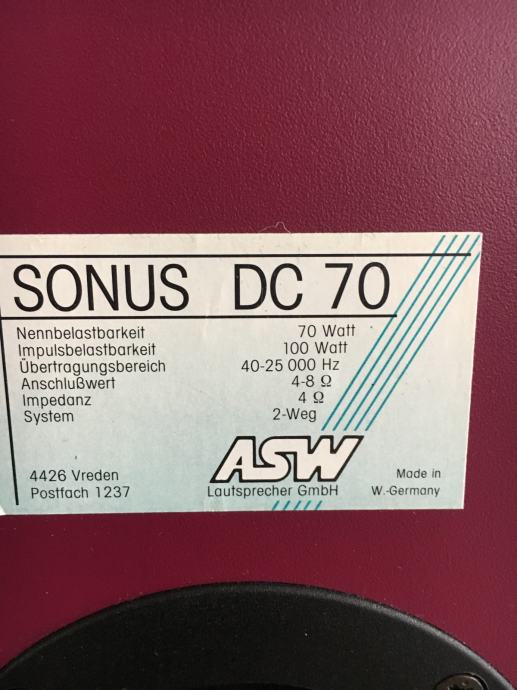 SONUS DC 70
Nennbelastbarkeit 70 Watt
Impulsbelastbarkeit 100 Watt
Übertragungsbereich 40-25 000 Hz
Anschlußwert 4-8 Ω
Impedanz 4 Ω
System 2-Weg
ASW
4426 Vreden
Postfach 1237
Lautsprecher GmbH
Made in
W.-Germany